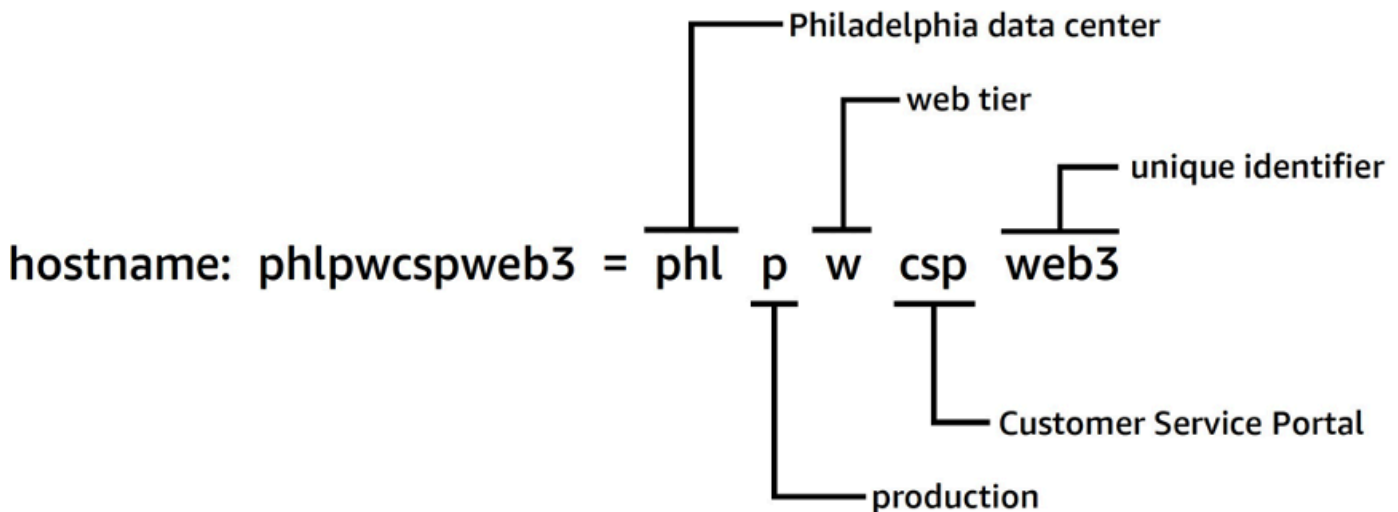 Philadelphia data center
web tier
unique identifier
hostname: phlpwcspweb3 = phl p w csp web3
Customer Service Portal
production